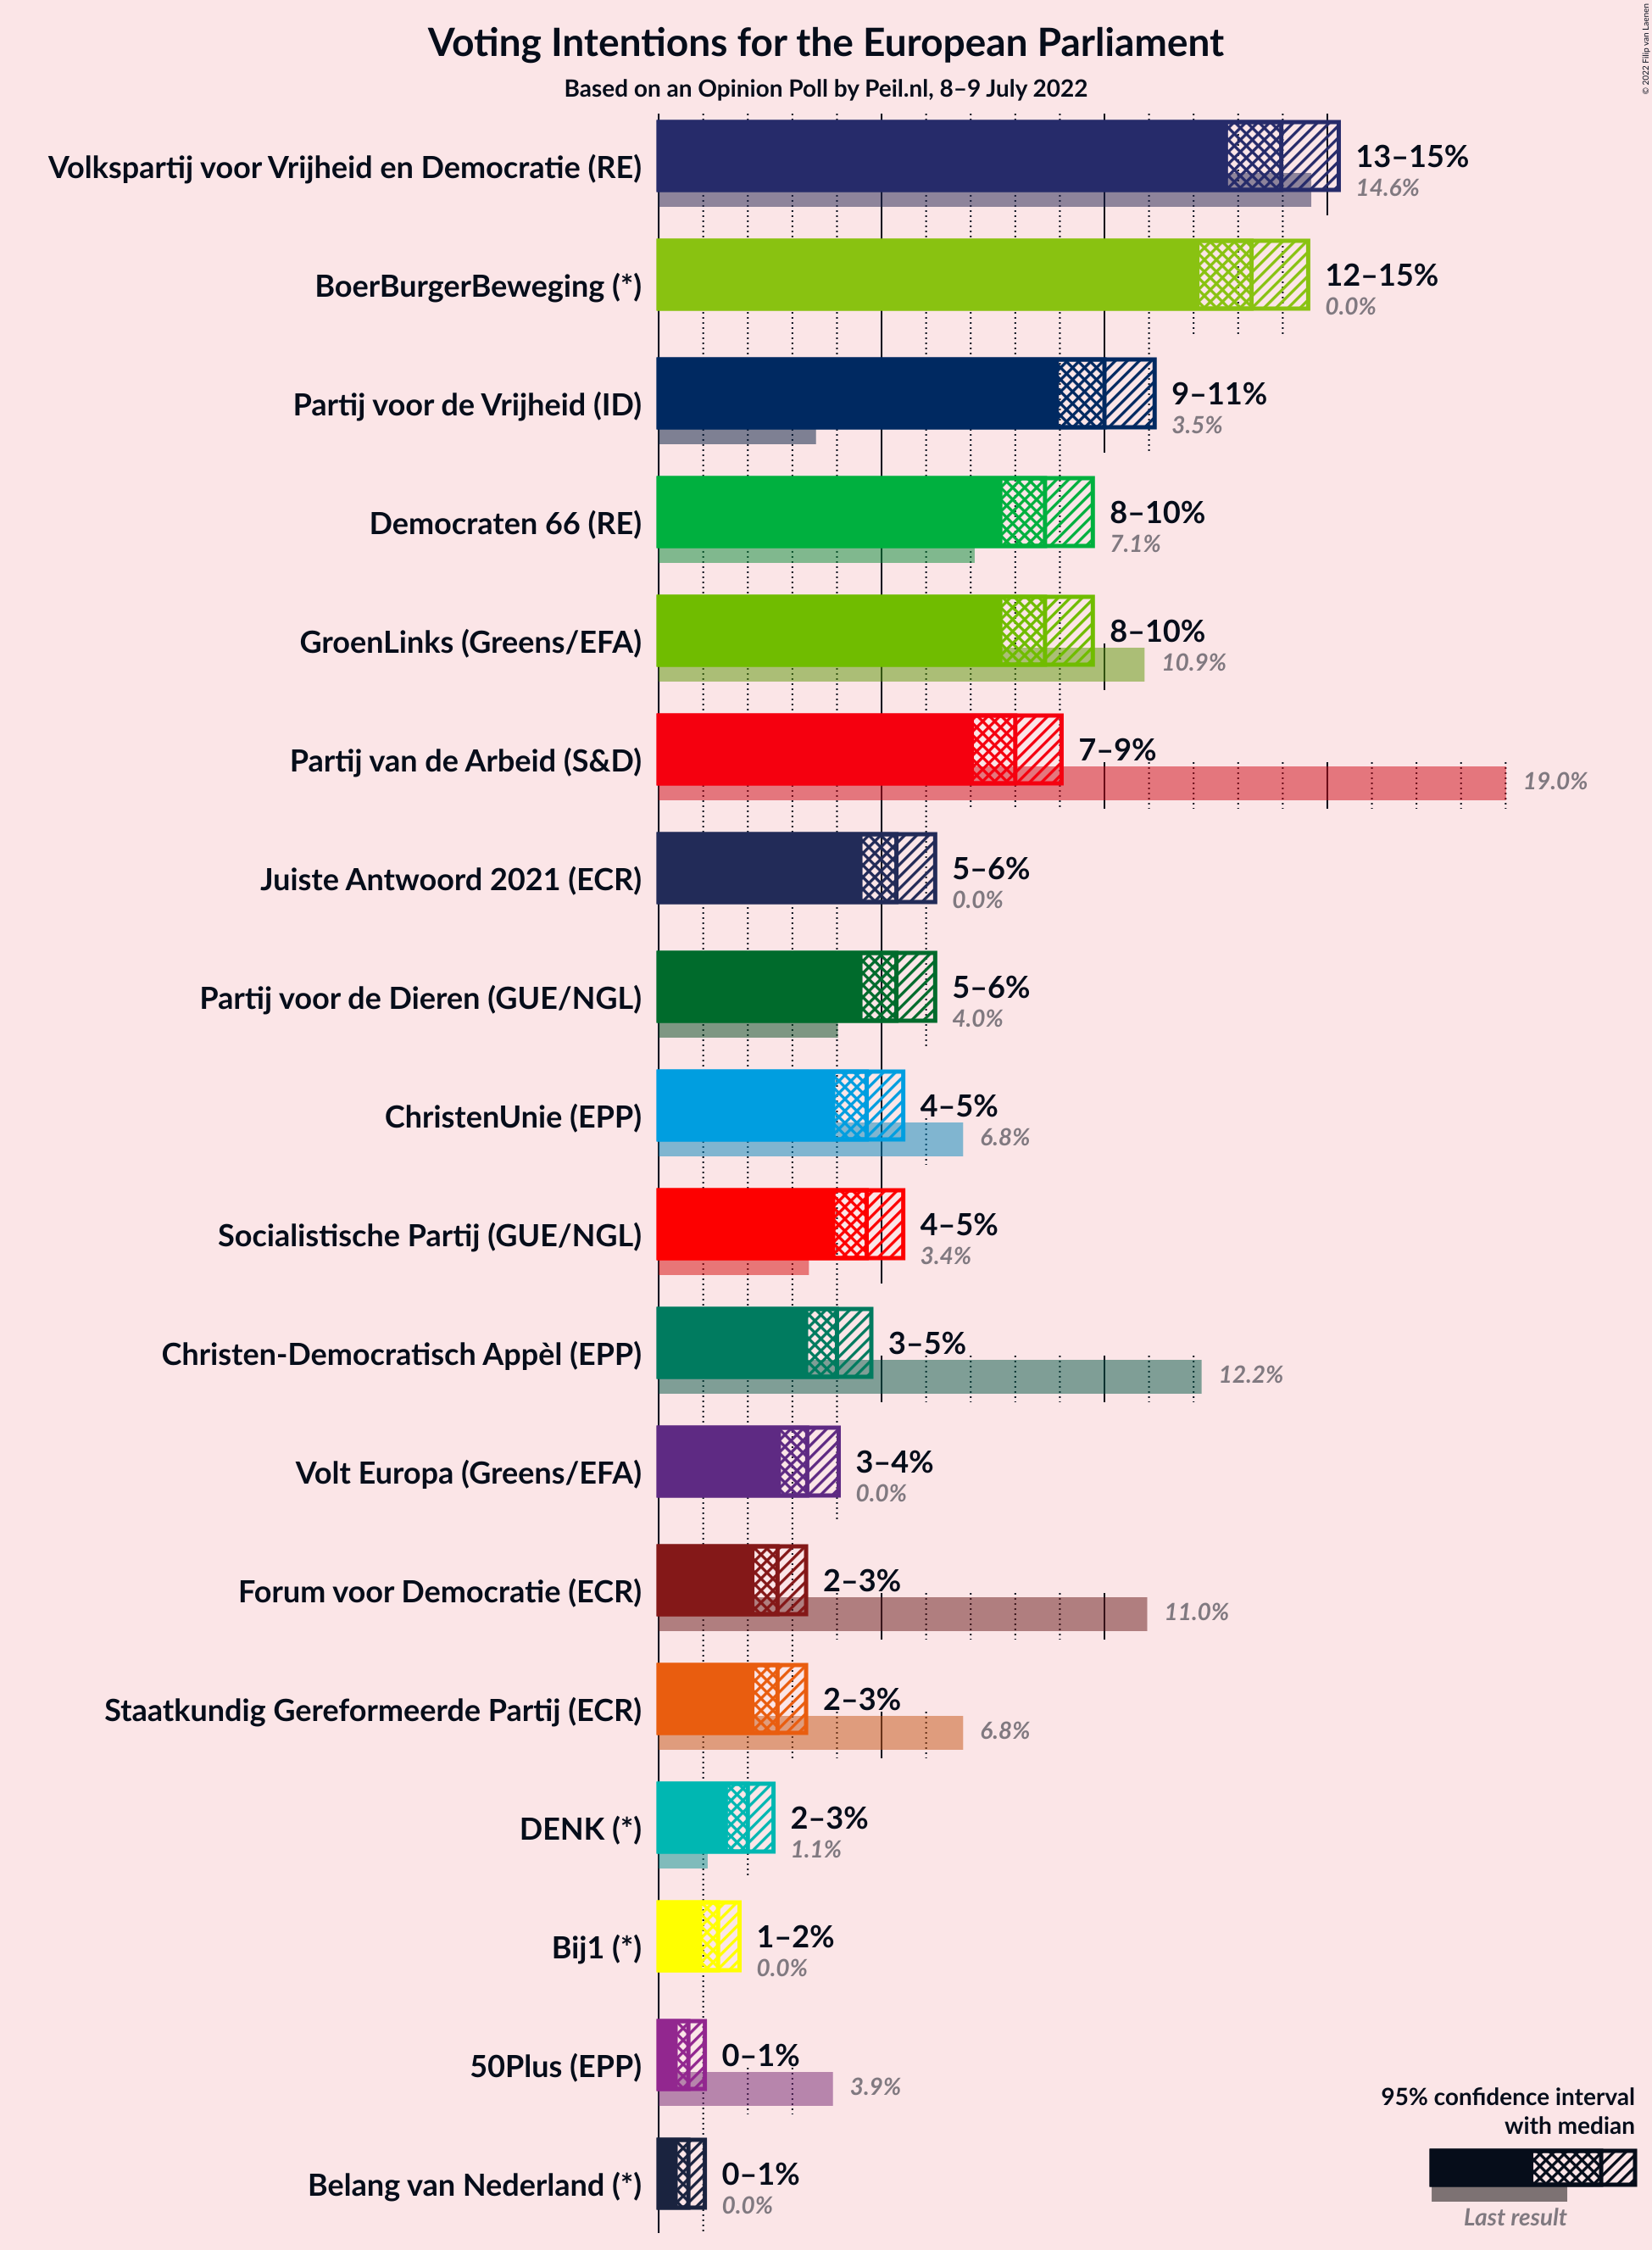 Voting Intentions for the European Parliament
Based on an Opinion Poll by Peil.nl, 8–9 July 2022
© 2022 Filip van Laenen
Volkspartij voor Vrijheid en Democratie (RE)
13–15%
14.6%
BoerBurgerBeweging (*)
12–15%
0.0%
Partij voor de Vrijheid (ID)
9–11%
3.5%
Democraten 66 (RE)
8–10%
7.1%
GroenLinks (Greens/EFA)
8–10%
10.9%
Partij van de Arbeid (S&D)
7–9%
19.0%
Juiste Antwoord 2021 (ECR)
5–6%
0.0%
Partij voor de Dieren (GUE/NGL)
5–6%
4.0%
ChristenUnie (EPP)
4–5%
6.8%
Socialistische Partij (GUE/NGL)
4–5%
3.4%
Christen-Democratisch Appèl (EPP)
3–5%
12.2%
Volt Europa (Greens/EFA)
3–4%
0.0%
Forum voor Democratie (ECR)
2–3%
11.0%
Staatkundig Gereformeerde Partij (ECR)
2–3%
6.8%
DENK (*)
2–3%
1.1%
Bij1 (*)
1–2%
0.0%
50Plus (EPP)
0–1%
3.9%
Belang van Nederland (*)
0–1%
0.0%
95% confidence interval
with median
Last result